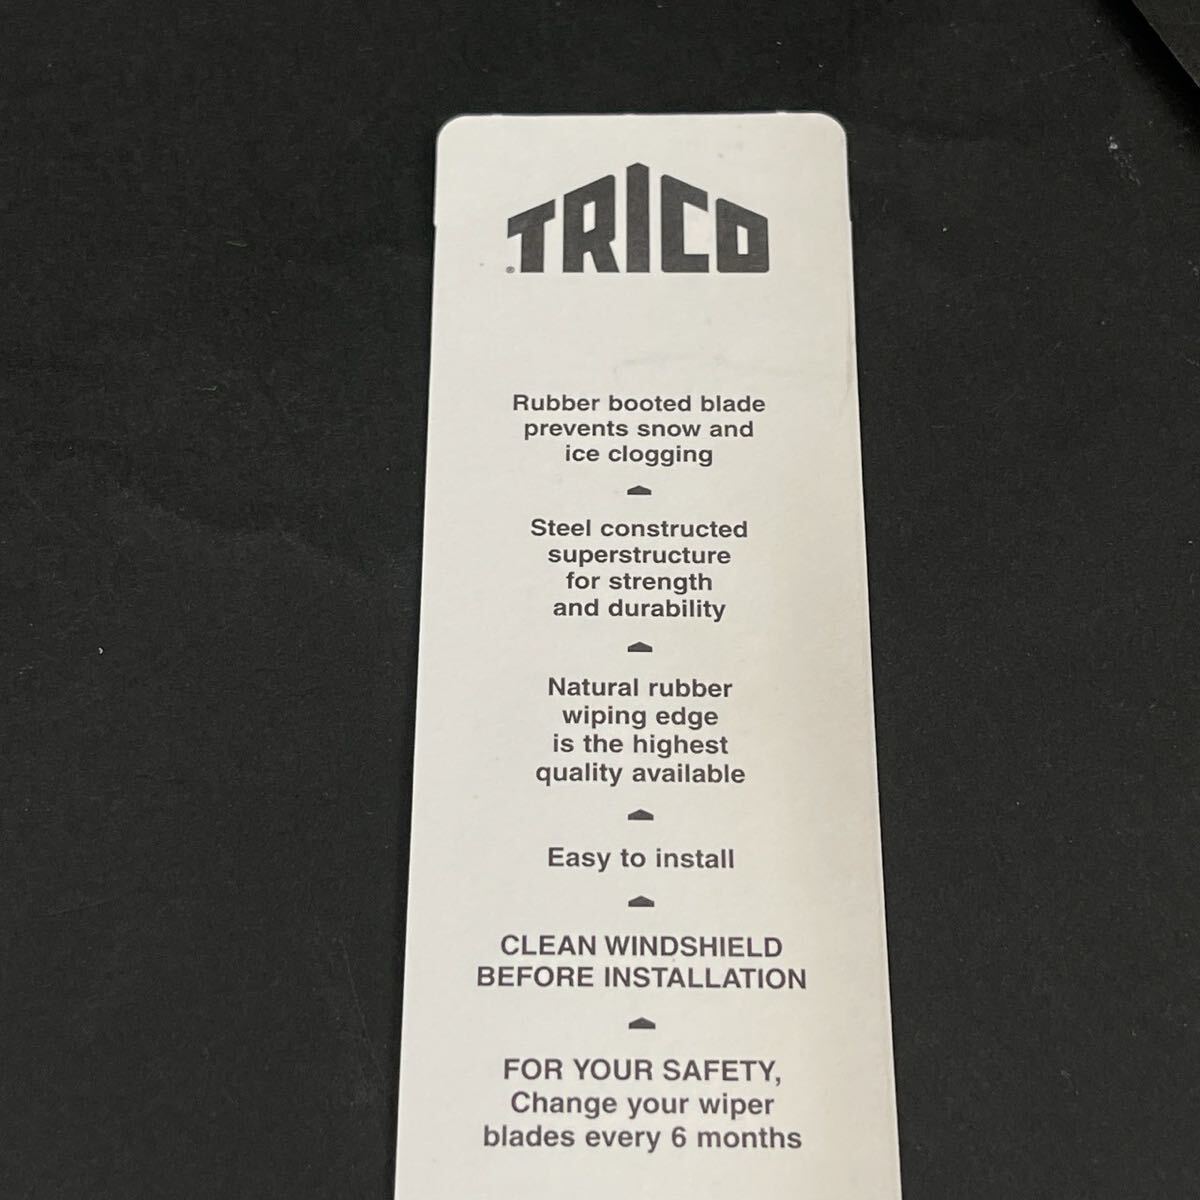 TRICO
®
Rubber booted blade
prevents snow and
ice clogging
Steel constructed
superstructure
for strength
and durability
Natural rubber
wiping edge
is the highest
quality available
Easy to install
CLEAN WINDSHIELD
BEFORE INSTALLATION
FOR YOUR SAFETY,
Change your wiper
blades every 6 months